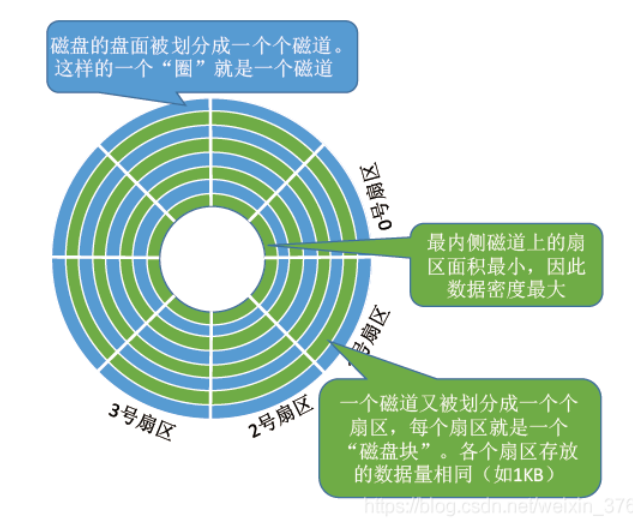 磁盘的盘面被划分成一个个磁道。
这样的一个“圈”就是一个磁道
0号扇区
最内侧磁道上的扇
区面积最小，因此
数据密度最大
号扇区
一个磁道又被划分成一个个
扇区，每个扇区就是一个
“磁盘块”。各个扇区存放
的数据量相同（如1KB）
2号扇区
3号扇区
https://blog.csdn.net/weixin_376